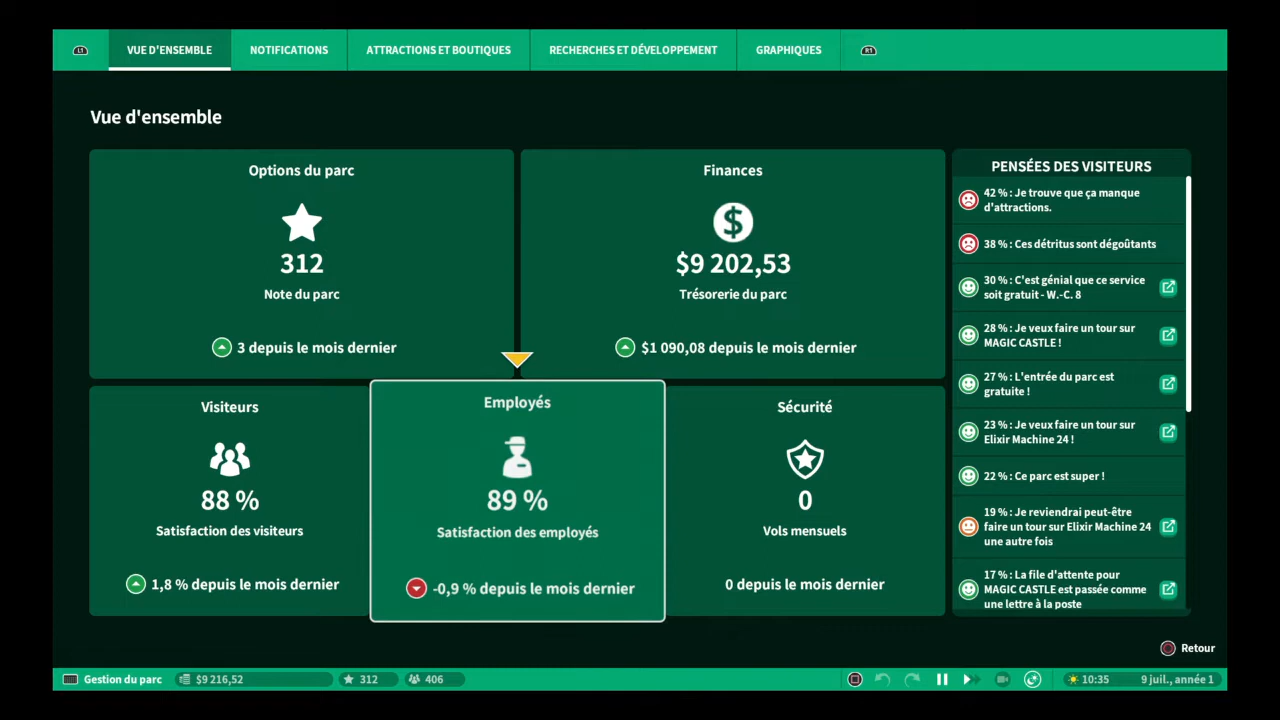 L1
VUE D'ENSEMBLE
NOTIFICATIONS
ATTRACTIONS ET BOUTIQUES
RECHERCHES ET DÉVELOPPEMENT
GRAPHIQUES
R1
Vue d'ensemble
Options du parc
312
Note du parc
3 depuis le mois dernier
Finances
$
$9 202,53
Trésorerie du parc
$1 090,08 depuis le mois dernier
Visiteurs
88 %
Satisfaction des visiteurs
1,8 % depuis le mois dernier
Employés
89 %
Satisfaction des employés
-0,9 % depuis le mois dernier
Sécurité
0
Vols mensuels
0 depuis le mois dernier
PENSÉES DES VISITEURS
42 % : Je trouve que ça manque
d'attractions.
38 % : Ces détritus sont dégoûtants
30 % : C'est génial que ce service
soit gratuit - W.-C. 8
28 % : Je veux faire un tour sur
MAGIC CASTLE !
27 % : L'entrée du parc est
gratuite !
23 % : Je veux faire un tour sur
Elixir Machine 24 !
22 % : Ce parc est super !
19 % : Je reviendrai peut-être
faire un tour sur Elixir Machine 24
une autre fois
17 % : La file d'attente pour
MAGIC CASTLE est passée comme
une lettre à la poste
Retour
Gestion du parc
$9 216,52
312
406
10:35
9 juil., année 1